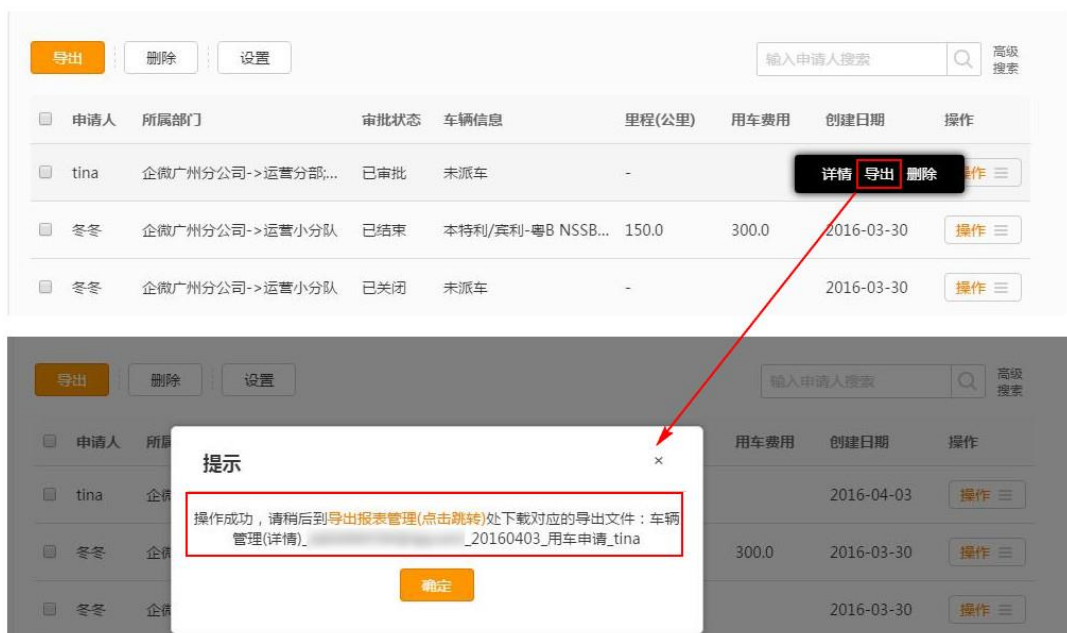 导出 删除 设置 输入申请人搜索 高级
搜索
申请人 所属部门 审批状态 车辆信息 里程(公里) 用车费用 创建日期 操作
tina 企微广州分公司->运营分部;... 已审批 未派车 - 详情 导出 删除 作
冬冬 企微广州分公司->运营小分队 已结束 本特利/宾利-粤B NSSB... 150.0 300.0 2016-03-30 操作
冬冬 企微广州分公司->运营小分队 已关闭 未派车 - 2016-03-30 操作
导出 删除 设置 输入申请人搜索 高级
搜索
申请人 所属 用车费用 创建日期 操作
提示 ×
tina 企微 2016-04-03 操作
操作成功，请稍后到导出报表管理(点击跳转)处下载对应的导出文件：车辆
管理(详情)_ _20160403_用车申请_tina
冬冬 企微 300.0 2016-03-30 操作
确定
冬冬 企微 2016-03-30 操作